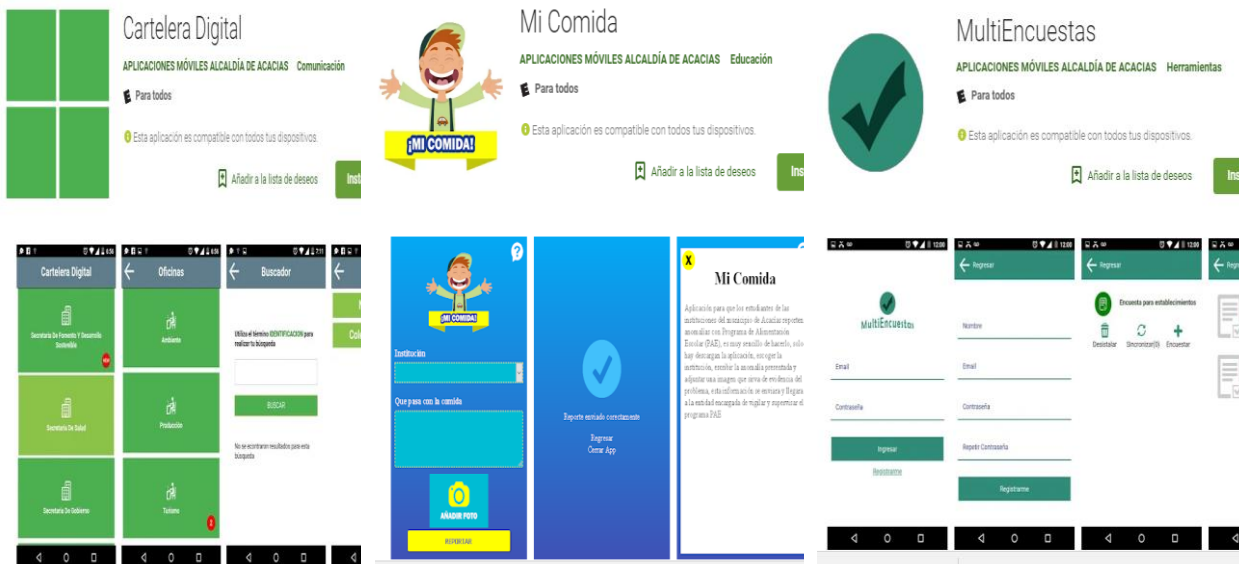 Cartelera Digital
APLICACIONES MÓVILES ALCALDÍA DE ACACIAS Comunicación
Para todos
Esta aplicación es compatible con todos tus dispositivos.
Añadir a la lista de deseos
Cartelera Digital
Secretaria De Fomento Y Desarrollo
Sostenible
Secretaria De Salud
Secretaria De Gobierno
Oficinas
Ambiente
Producción
Turismo
Buscador
Utiliza el término IDENTIFICACION para
realizar tu búsqueda
BUSCAR
No se econtraron resultados para esta
búsqueda
Mi Comida
APLICACIONES MÓVILES ALCALDÍA DE ACACIAS Educación
Para todos
Esta aplicación es compatible con todos tus dispositivos.
Añadir a la lista de deseos
¡MI COMIDA!
¡MI COMIDA!
?
Institución
Que pasa con la comida
AÑADIR FOTO
REPORTAR
Reporte enviado correctamente
Regresar
Cerrar App
X
Mi Comida
Aplicación para que los estudiantes de las
instituciones del municipio de Acacias reporten
anomalías con Programa de Alimentación
Escolar (PAE), es muy sencillo de hacerlo, solo
hay descargan la aplicación, escoger la
institución, escribir la anomalía presentada y
adjuntar una imagen que sirva de evidencia del
problema, esta información se enviara y llegara
a la entidad encargada de vigilar y supervisar el
programa PAE
MultiEncuestas
APLICACIONES MÓVILES ALCALDÍA DE ACACIAS Herramientas
Para todos
Esta aplicación es compatible con todos tus dispositivos.
Añadir a la lista de deseos
12:00
MultiEncuestas
Email
Contraseña
Ingresar
Registrarme
12:00
Regresar
Nombre
Email
Contraseña
Repetir Contraseña
Registrarme
12:00
Regresar
Encuesta para establecimientos
Desistalar Sincronizar(0) Encuestar